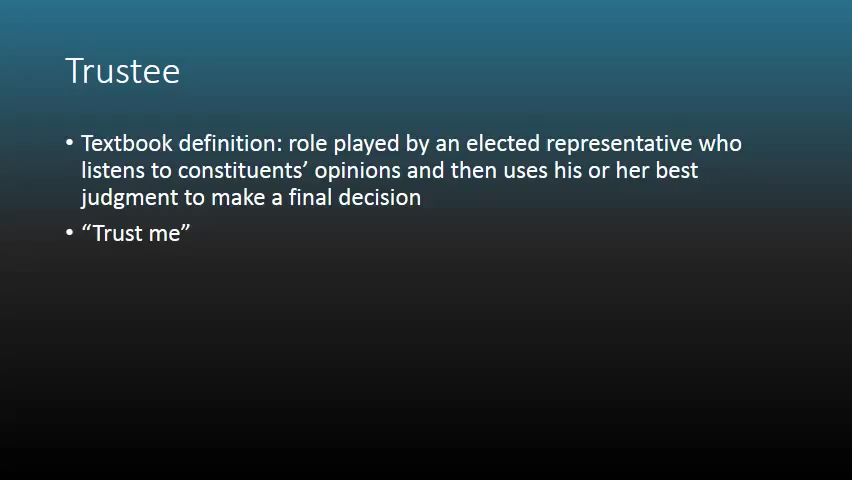 Trustee
• Textbook definition: role played by an elected representative who
listens to constituents’ opinions and then uses his or her best
judgment to make a final decision
• “Trust me”